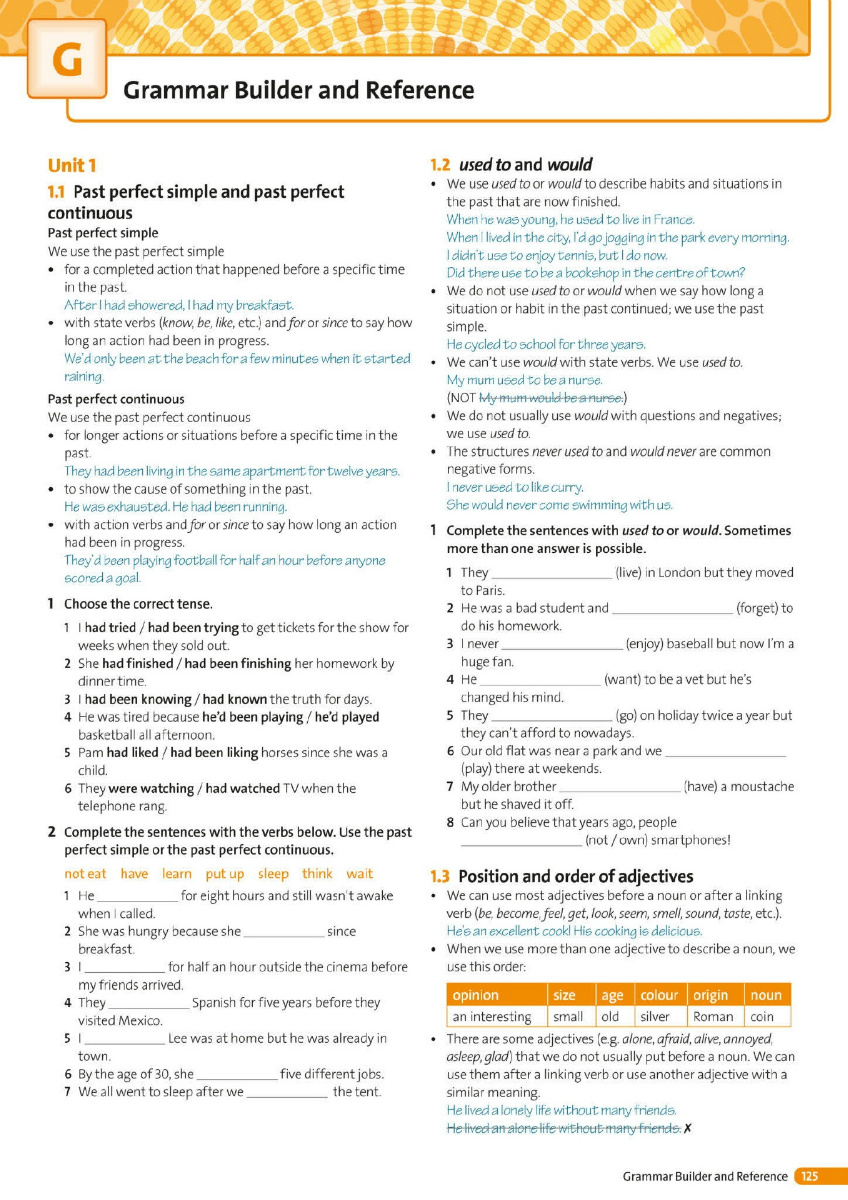 G
Grammar Builder and Reference
Unit 1
1.1 Past perfect simple and past perfect
continuous
Past perfect simple
We use the past perfect simple
• for a completed action that happened before a specific time
in the past.
After I had showered, I had my breakfast.
• with state verbs (know, be, like, etc.) and for or since to say how
long an action had been in progress.
We'd only been at the beach for a few minutes when it started
raining.
Past perfect continuous
We use the past perfect continuous
• for longer actions or situations before a specific time in the
past.
They had been living in the same apartment for twelve years.
• to show the cause of something in the past.
He was exhausted. He had been running.
• with action verbs and for or since to say how long an action
had been in progress.
They'd been playing football for half an hour before anyone
scored a goal.
1 Choose the correct tense.
1 I had tried / had been trying to get tickets for the show for
weeks when they sold out.
2 She had finished / had been finishing her homework by
dinner time.
3 I had been knowing / had known the truth for days.
4 He was tired because he'd been playing / he'd played
basketball all afternoon.
5 Pam had liked / had been liking horses since she was a
child.
6 They were watching / had watched TV when the
telephone rang.
2 Complete the sentences with the verbs below. Use the past
perfect simple or the past perfect continuous.
not eat have learn put up sleep think wait
1 He ____________ for eight hours and still wasn't awake
when I called.
2 She was hungry because she ____________ since
breakfast.
3 I ____________ for half an hour outside the cinema before
my friends arrived.
4 They ____________ Spanish for five years before they
visited Mexico.
5 I ____________ Lee was at home but he was already in
town.
6 By the age of 30, she ____________ five different jobs.
7 We all went to sleep after we ____________ the tent.
1.2 used to and would
• We use used to or would to describe habits and situations in
the past that are now finished.
When he was young, he used to live in France.
When I lived in the city, I'd go jogging in the park every morning.
I didn't use to enjoy tennis, but I do now.
Did there use to be a bookshop in the centre of town?
• We do not use used to or would when we say how long a
situation or habit in the past continued; we use the past
simple.
He cycled to school for three years.
• We can't use would with state verbs. We use used to.
My mum used to be a nurse.
(NOT My mum would be a nurse.)
• We do not usually use would with questions and negatives;
we use used to.
• The structures never used to and would never are common
negative forms.
I never used to like curry.
She would never come swimming with us.
1 Complete the sentences with used to or would. Sometimes
more than one answer is possible.
1 They __________________ (live) in London but they moved
to Paris.
2 He was a bad student and __________________ (forget) to
do his homework.
3 I never __________________ (enjoy) baseball but now I'm a
huge fan.
4 He __________________ (want) to be a vet but he's
changed his mind.
5 They __________________ (go) on holiday twice a year but
they can't afford to nowadays.
6 Our old flat was near a park and we __________________
(play) there at weekends.
7 My older brother __________________ (have) a moustache
but he shaved it off.
8 Can you believe that years ago, people
__________________ (not / own) smartphones!
1.3 Position and order of adjectives
• We can use most adjectives before a noun or after a linking
verb (be, become, feel, get, look, seem, smell, sound, taste, etc.).
He's an excellent cook! His cooking is delicious.
• When we use more than one adjective to describe a noun, we
use this order:
opinion size age colour origin noun
an interesting small old silver Roman coin
• There are some adjectives (e.g. alone, afraid, alive, annoyed,
asleep, glad) that we do not usually put before a noun. We can
use them after a linking verb or use another adjective with a
similar meaning.
He lived a lonely life without many friends.
He lived an alone life without many friends. ✗
Grammar Builder and Reference 125